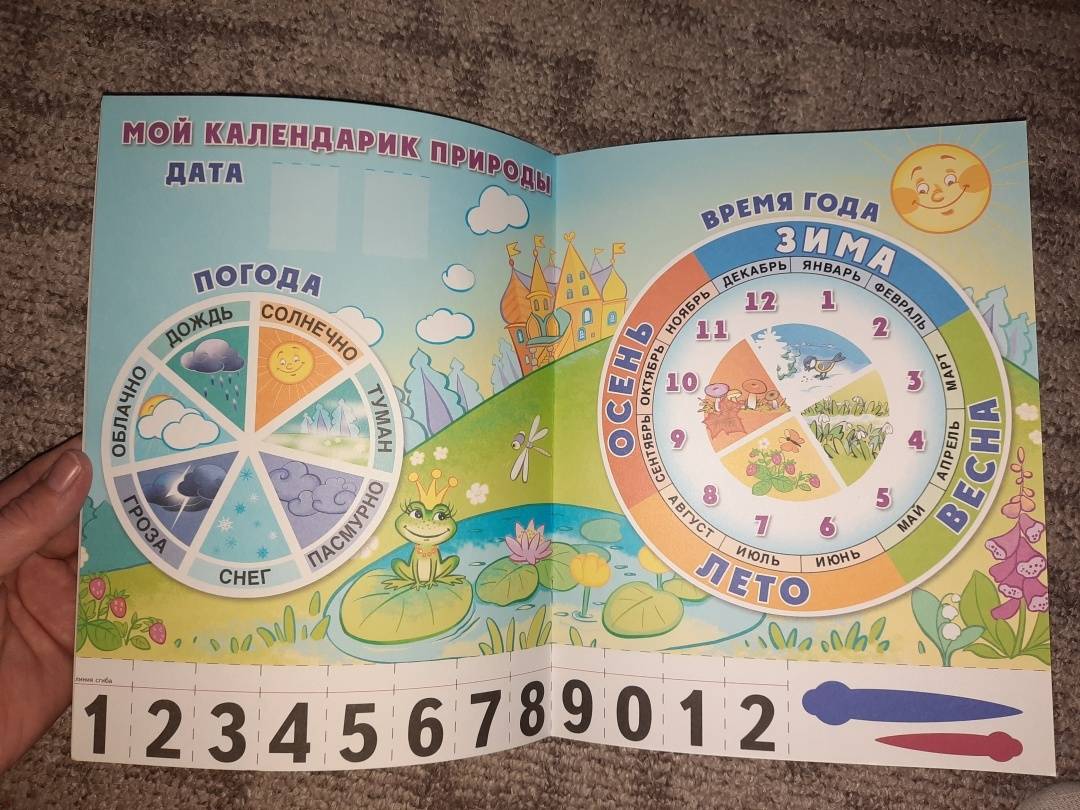 МОЙ КАЛЕНДАРИК ПРИРОДЫ
ДАТА
ПОГОДА
ДОЖДЬ
СОЛНЕЧНО
ТУМАН
ПАСМУРНО
СНЕГ
ГРОЗА
ОБЛАЧНО
ВРЕМЯ ГОДА
ЗИМА
ДЕКАБРЬ
ЯНВАРЬ
ФЕВРАЛЬ
ВЕСНА
МАРТ
АПРЕЛЬ
МАЙ
ЛЕТО
ИЮНЬ
ИЮЛЬ
АВГУСТ
ОСЕНЬ
СЕНТЯБРЬ
ОКТЯБРЬ
НОЯБРЬ
12
1
2
3
4
5
6
7
8
9
10
11
линия сгиба
1 2 3 4 5 6 7 8 9 0 1 2